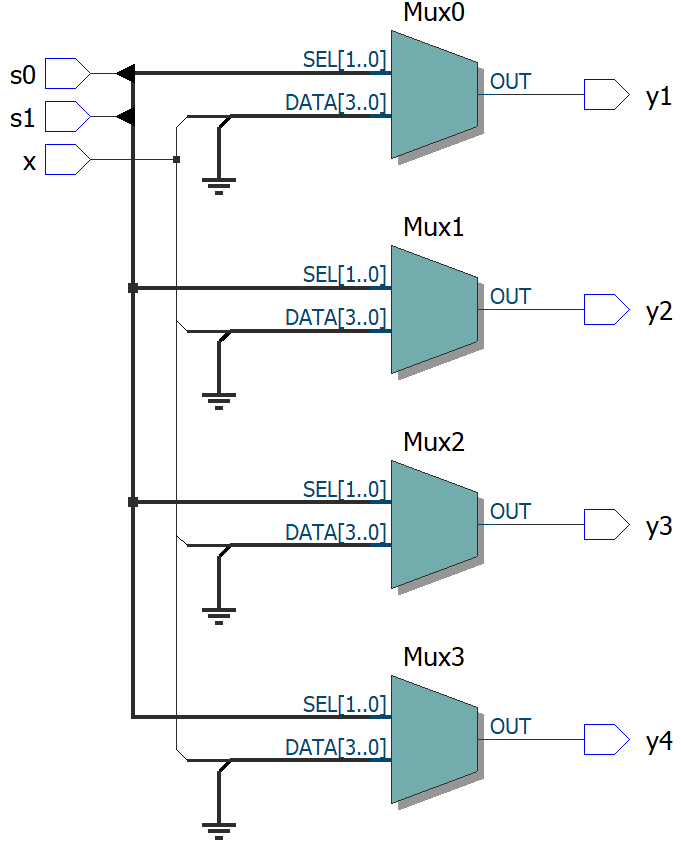 Mux0
s0
SEL[1..0]
OUT
DATA[3..0]
y1
s1
x
Mux1
SEL[1..0]
OUT
DATA[3..0]
y2
Mux2
SEL[1..0]
OUT
DATA[3..0]
y3
Mux3
SEL[1..0]
OUT
DATA[3..0]
y4